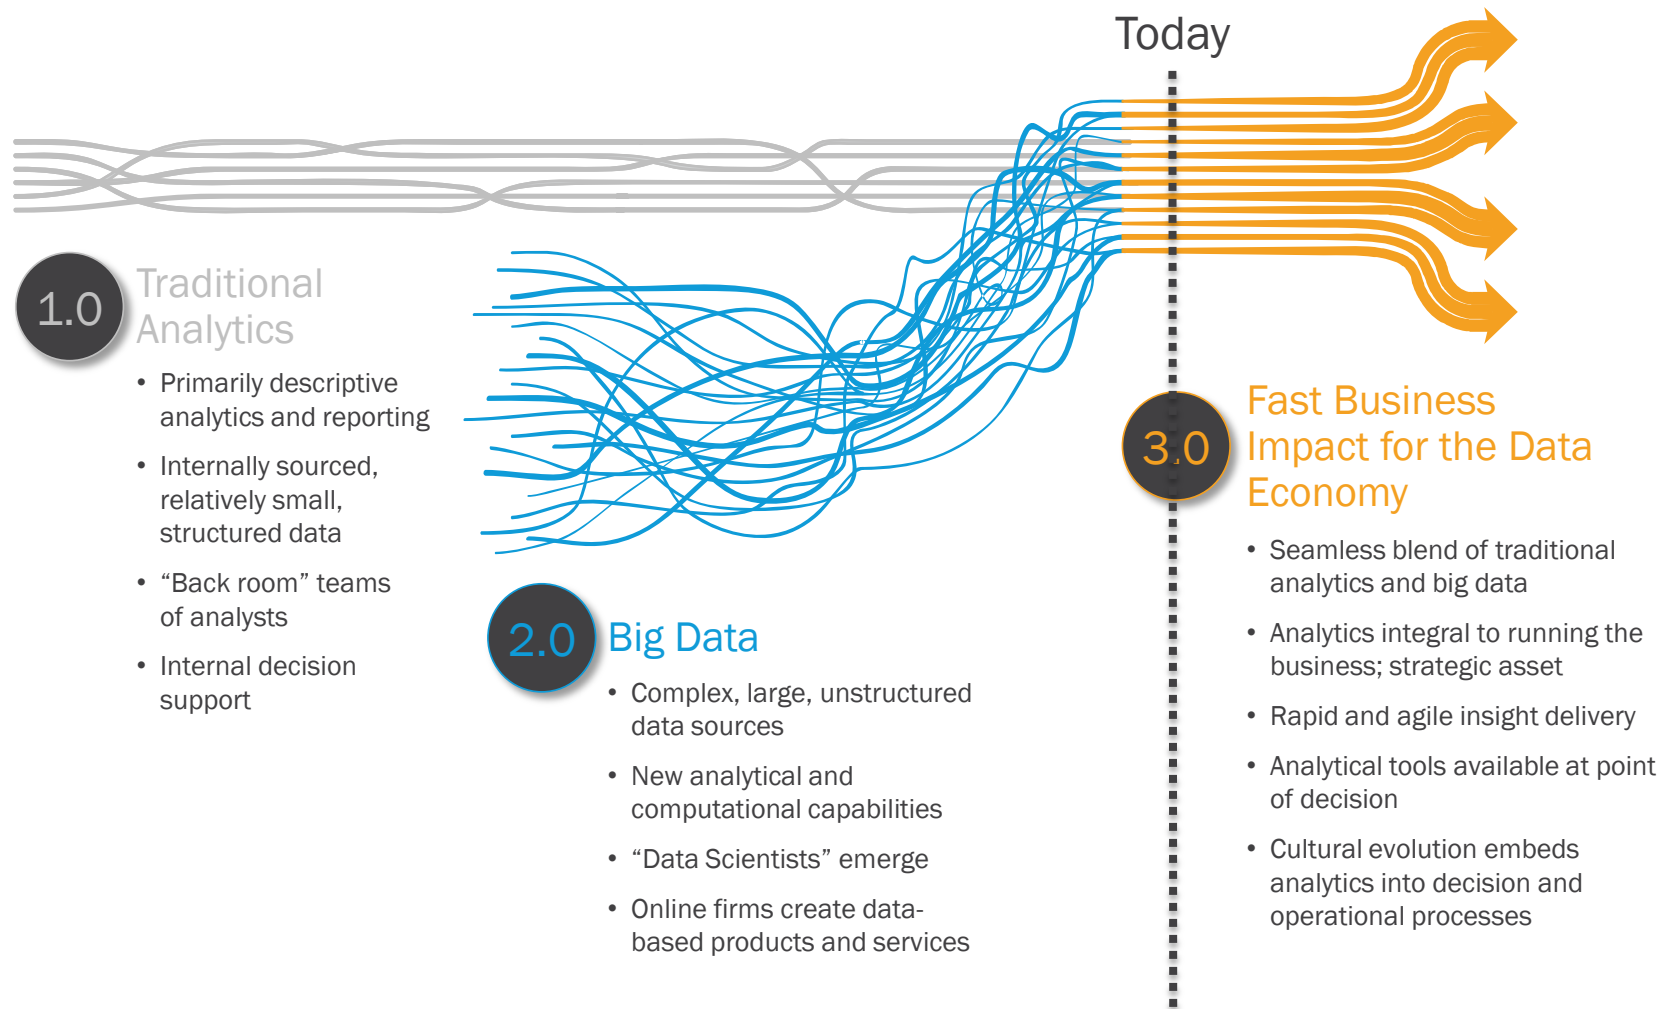 Today
1.0
Traditional
Analytics
• Primarily descriptive
analytics and reporting
• Internally sourced,
relatively small,
structured data
• “Back room” teams
of analysts
• Internal decision
support
2.0
Big Data
• Complex, large, unstructured
data sources
• New analytical and
computational capabilities
• “Data Scientists” emerge
• Online firms create data-
based products and services
3.0
Fast Business
Impact for the Data
Economy
• Seamless blend of traditional
analytics and big data
• Analytics integral to running the
business; strategic asset
• Rapid and agile insight delivery
• Analytical tools available at point
of decision
• Cultural evolution embeds
analytics into decision and
operational processes